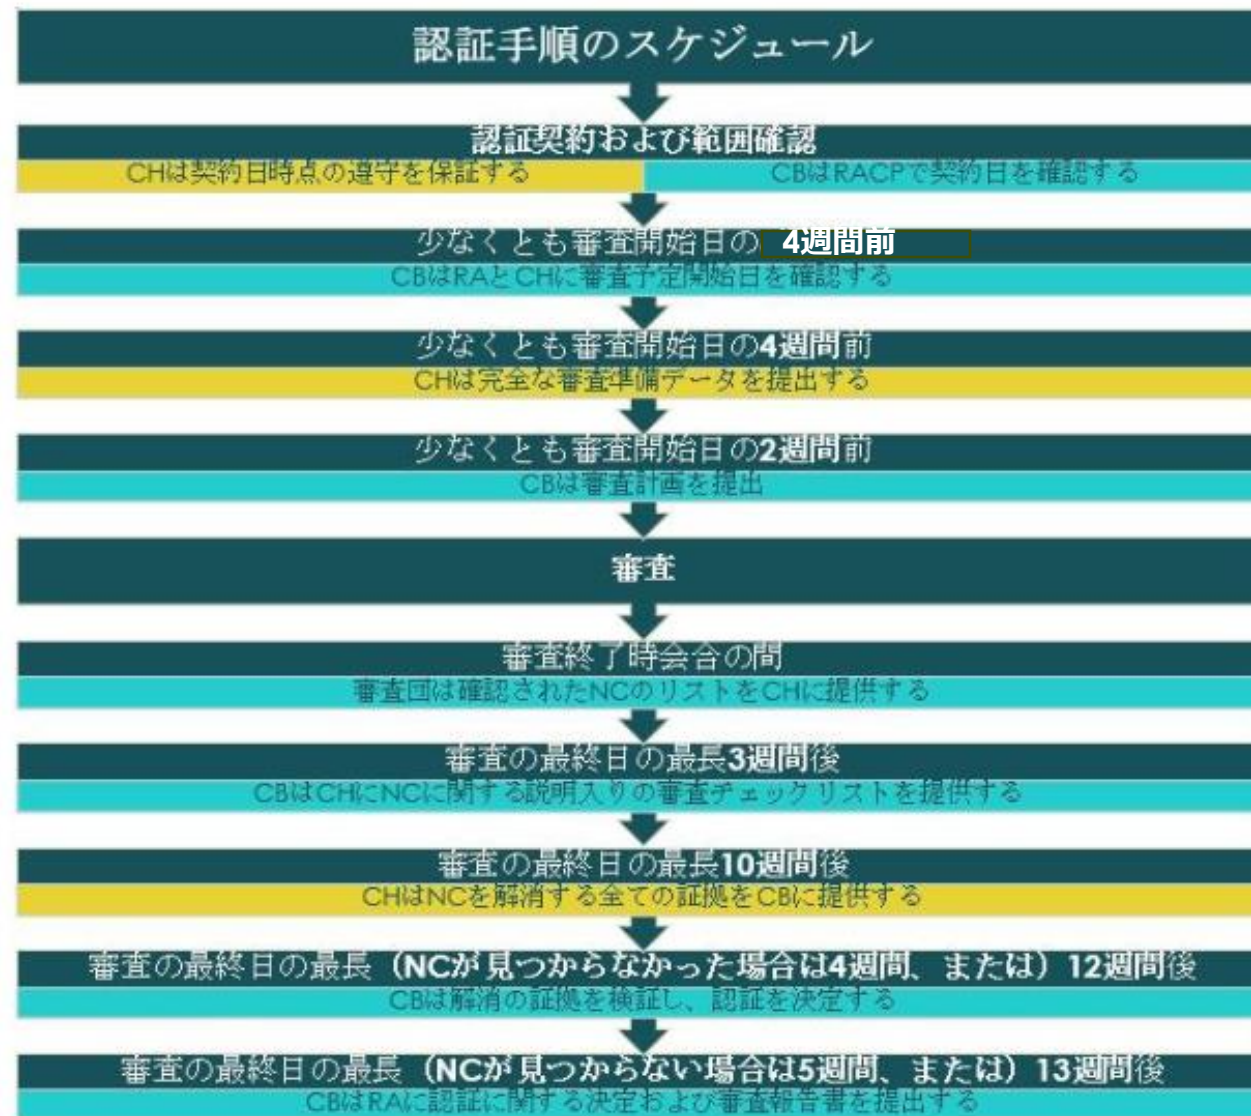 認証手順のスケジュール
認証契約および範囲確認
CHは契約日時点の遵守を保証する
CBはRACPで契約日を確認する
少なくとも審査開始日の 4週間前
CBはRAとCHに審査予定開始日を確認する
少なくとも審査開始日の4週間前
CHは完全な審査準備データを提出する
少なくとも審査開始日の2週間前
CBは審査計画を提出
審査
審査終了時会合の間
審査団は確認されたNCのリストをCHに提供する
審査の最終日の最長3週間後
CBはCHにNCに関する説明入りの審査チェックリストを提供する
審査の最終日の最長10週間後
CHはNCを解消する全ての証拠をCBに提供する
審査の最終日の最長（NCが見つからなかった場合は4週間、または）12週間後
CBは解消の証拠を検証し、認証を決定する
審査の最終日の最長（NCが見つからない場合は5週間、または）13週間後
CBはRAに認証に関する決定および審査報告書を提出する